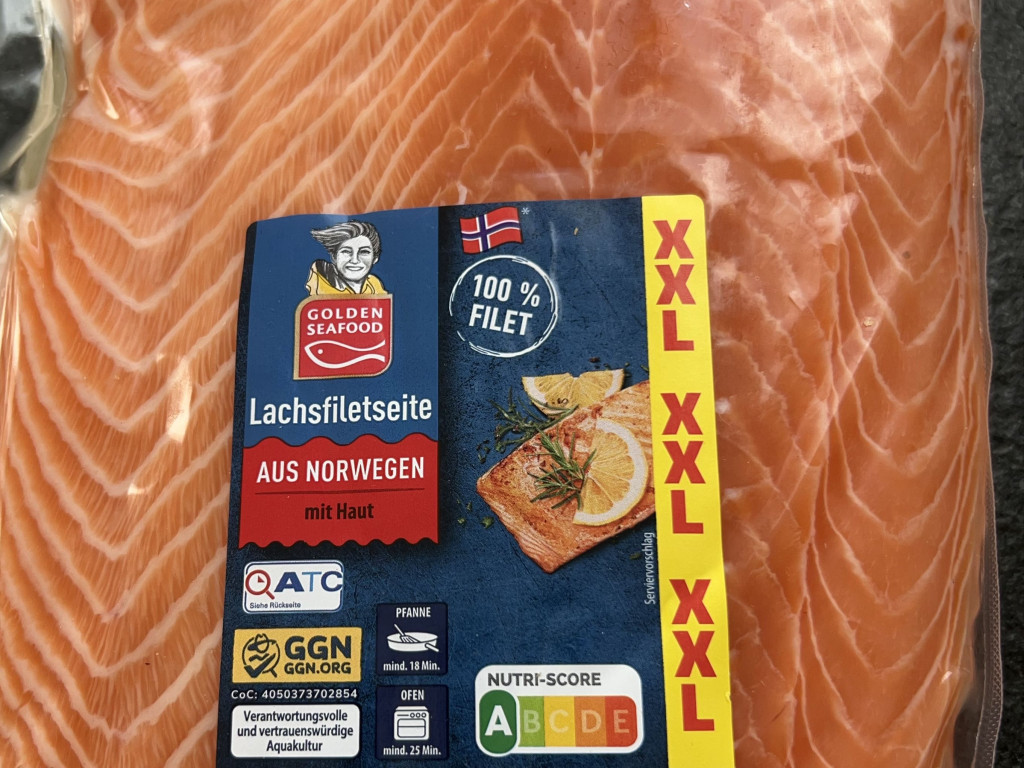 GOLDEN
SEAFOOD
Lachsfiletseite
AUS NORWEGEN
mit Haut
*
100 %
FILET
XXL
XXL
XXL
Serviervorschlag
ATC
Siehe Rückseite
GGN
GGN.ORG
CoC: 4050373702854
Verantwortungsvolle
und vertrauenswürdige
Aquakultur
PFANNE
mind. 18 Min.
OFEN
mind. 25 Min.
NUTRI-SCORE
A B C D E